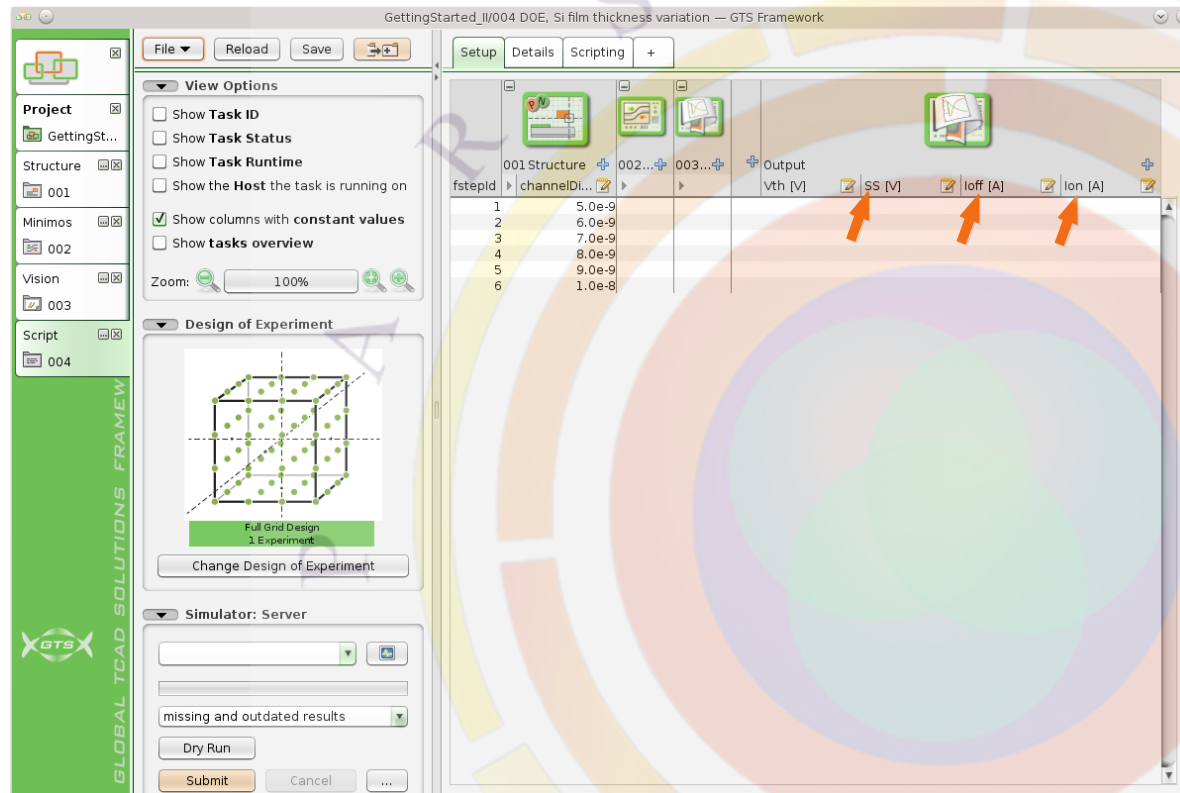 GettingStarted_II/004 DOE, Si film thickness variation — GTS Framework
File
Reload
Save
Setup
Details
Scripting
+
Project
GettingSt...
Structure
001
Minimos
002
Vision
003
Script
004
View Options
Show Task ID
Show Task Status
Show Task Runtime
Show the Host the task is running on
Show columns with constant values
Show tasks overview
Zoom:
100%
Design of Experiment
Full Grid Design
1 Experiment
Change Design of Experiment
Simulator: Server
missing and outdated results
Dry Run
Submit
Cancel
...
001 Structure
002...
003...
Output
fstepId channelDi... Vth [V] SS [V] Ioff [A] Ion [A]
1 5.0e-9
2 6.0e-9
3 7.0e-9
4 8.0e-9
5 9.0e-9
6 1.0e-8
GTS
GLOBAL TCAD SOLUTIONS FRAMEW
P A R S